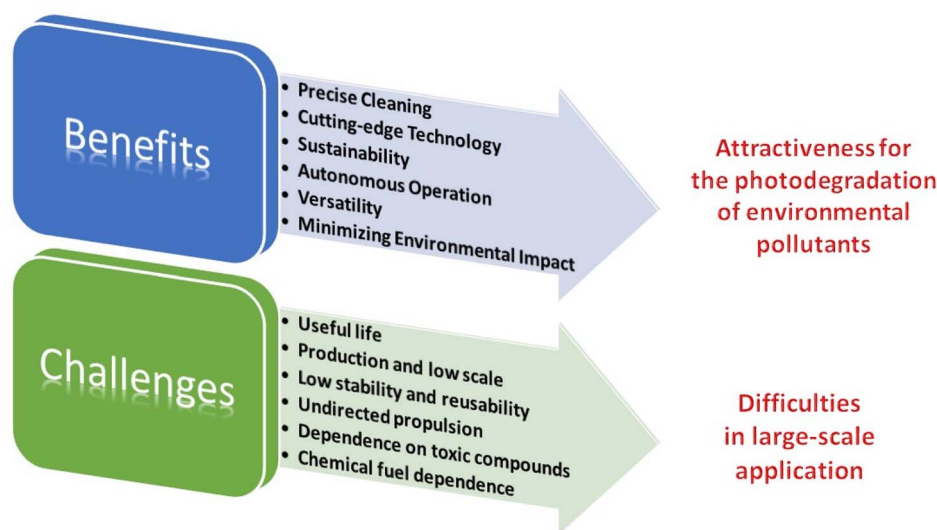 Benefits
• Precise Cleaning
• Cutting-edge Technology
• Sustainability
• Autonomous Operation
• Versatility
• Minimizing Environmental Impact
Attractiveness for
the photodegradation
of environmental
pollutants
Challenges
• Useful life
• Production and low scale
• Low stability and reusability
• Undirected propulsion
• Dependence on toxic compounds
• Chemical fuel dependence
Difficulties
in large-scale
application